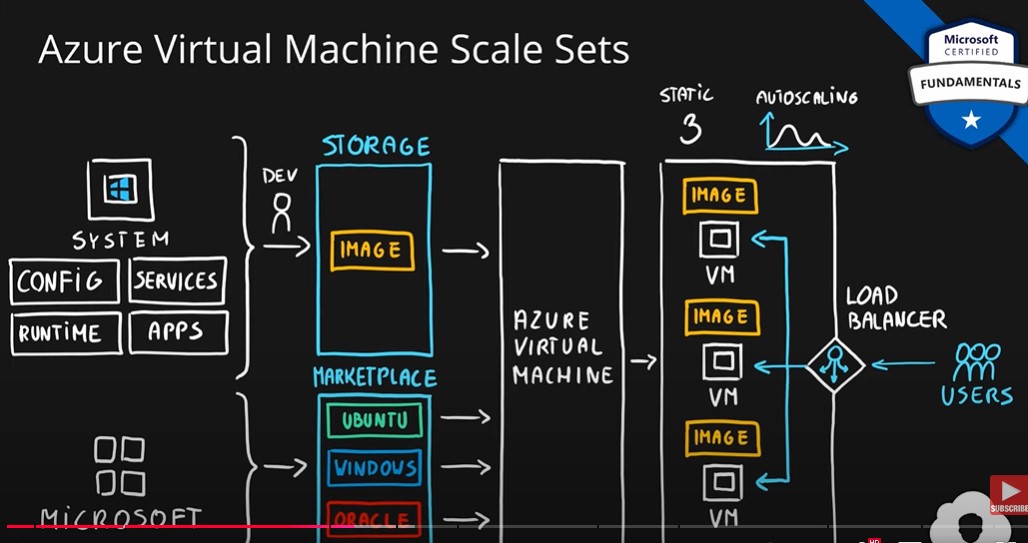 Azure Virtual Machine Scale Sets
Microsoft
CERTIFIED
FUNDAMENTALS
STATIC
3
AUTOSCALING
STORAGE
DEV
IMAGE
SYSTEM
CONFIG
SERVICES
RUNTIME
APPS
MARKETPLACE
UBUNTU
WINDOWS
ORACLE
MICROSOFT
AZURE
VIRTUAL
MACHINE
IMAGE
VM
IMAGE
VM
IMAGE
VM
LOAD
BALANCER
USERS
SUBSCRIBE
HD